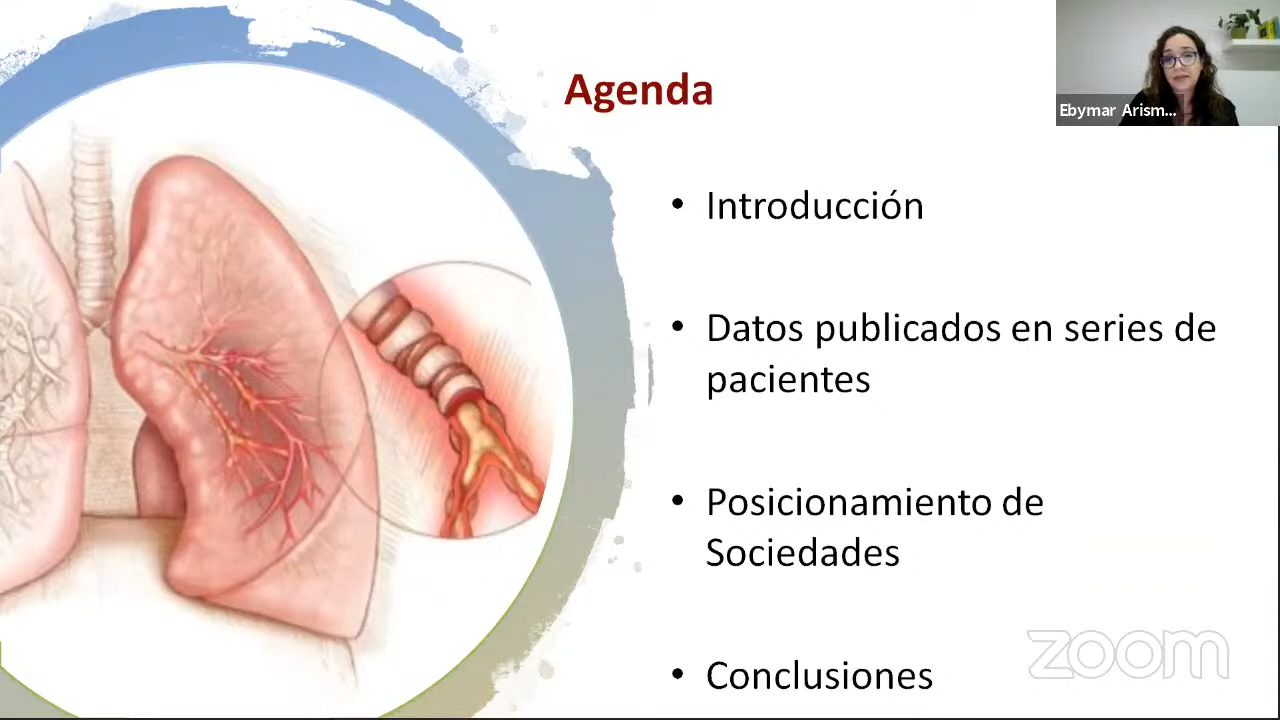 Agenda
Ebymar Arism...
• Introducción
• Datos publicados en series de
pacientes
• Posicionamiento de
Sociedades
• Conclusiones
zoom